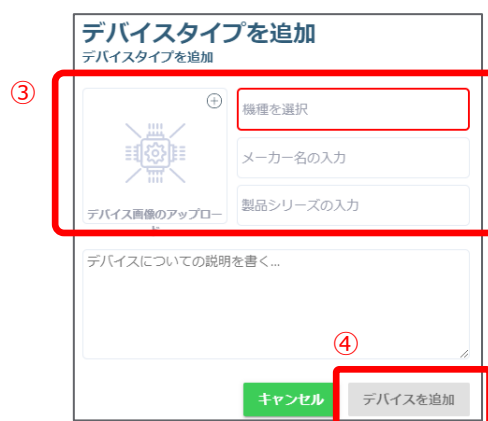 デバイスタイプを追加
デバイスタイプを追加
③
機種を選択
メーカー名の入力
デバイス画像のアップロー
製品シリーズの入力
デバイスについての説明を書く...
④
キャンセル
デバイスを追加